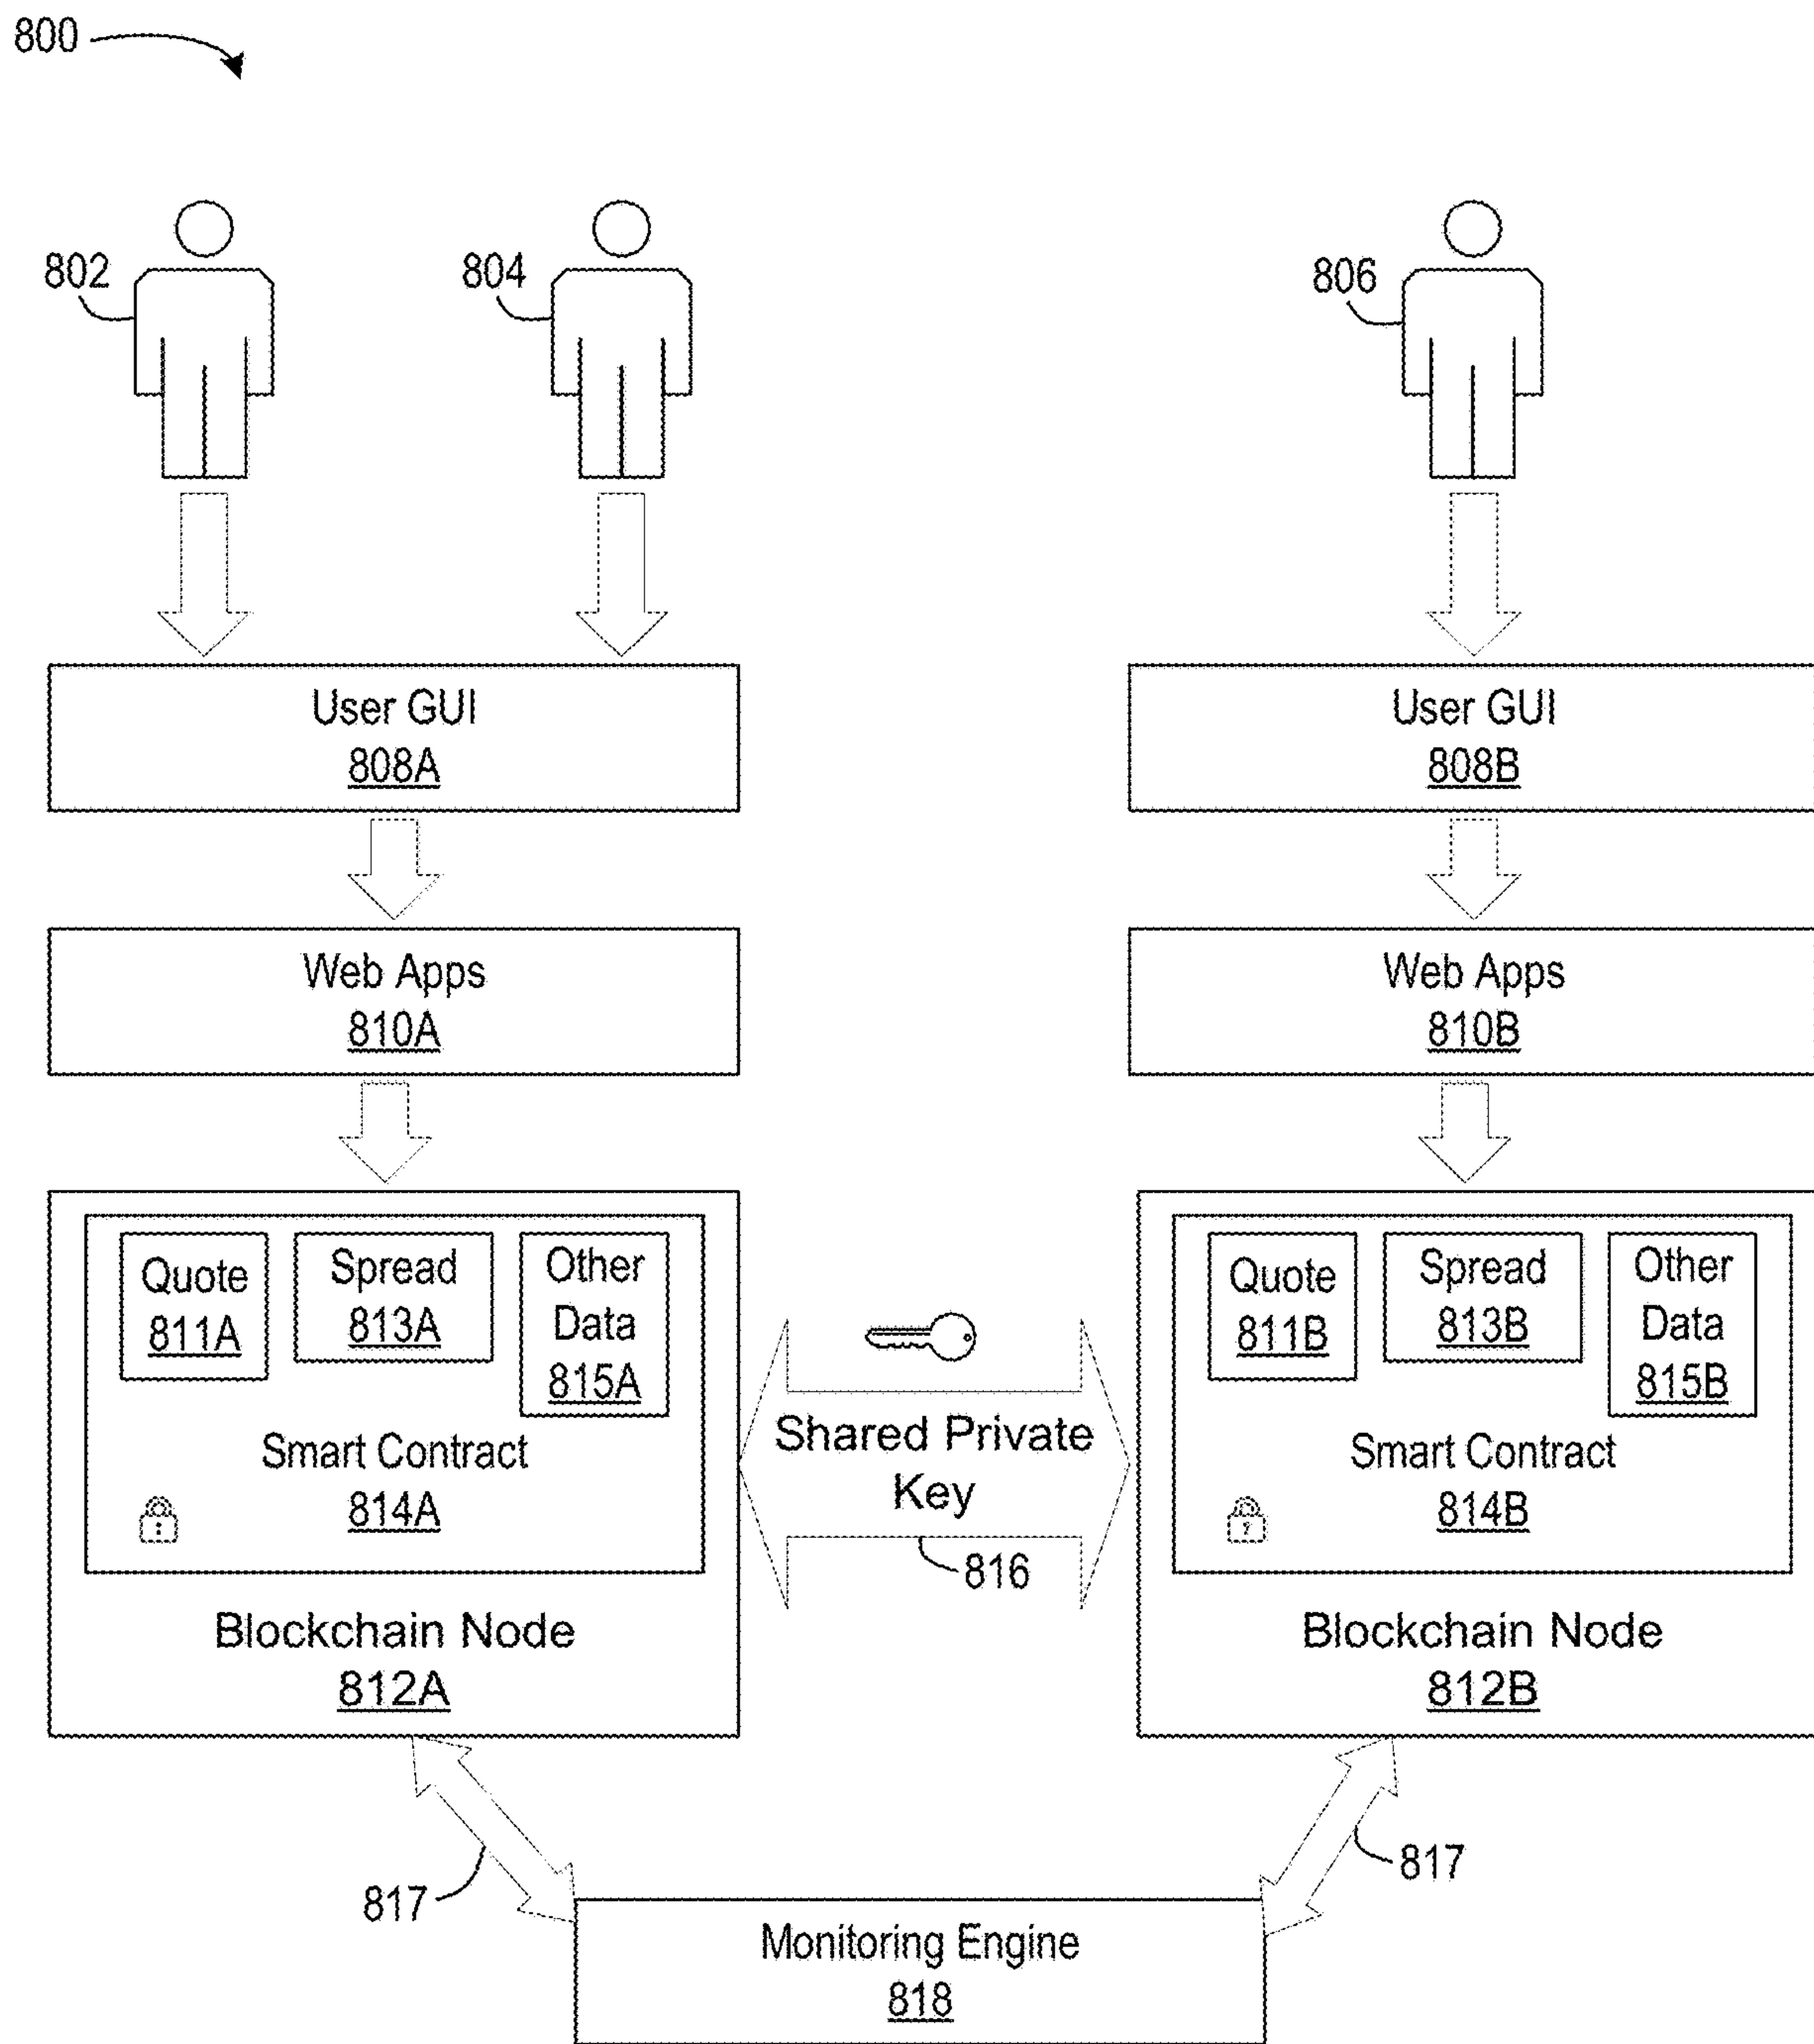 800
802
804
806
User GUI
808A
User GUI
808B
Web Apps
810A
Web Apps
810B
Quote
811A
Spread
813A
Other
Data
815A
Smart Contract
814A
Blockchain Node
812A
Shared Private
Key
816
Quote
811B
Spread
813B
Other
Data
815B
Smart Contract
814B
?
Blockchain Node
812B
817
817
Monitoring Engine
818